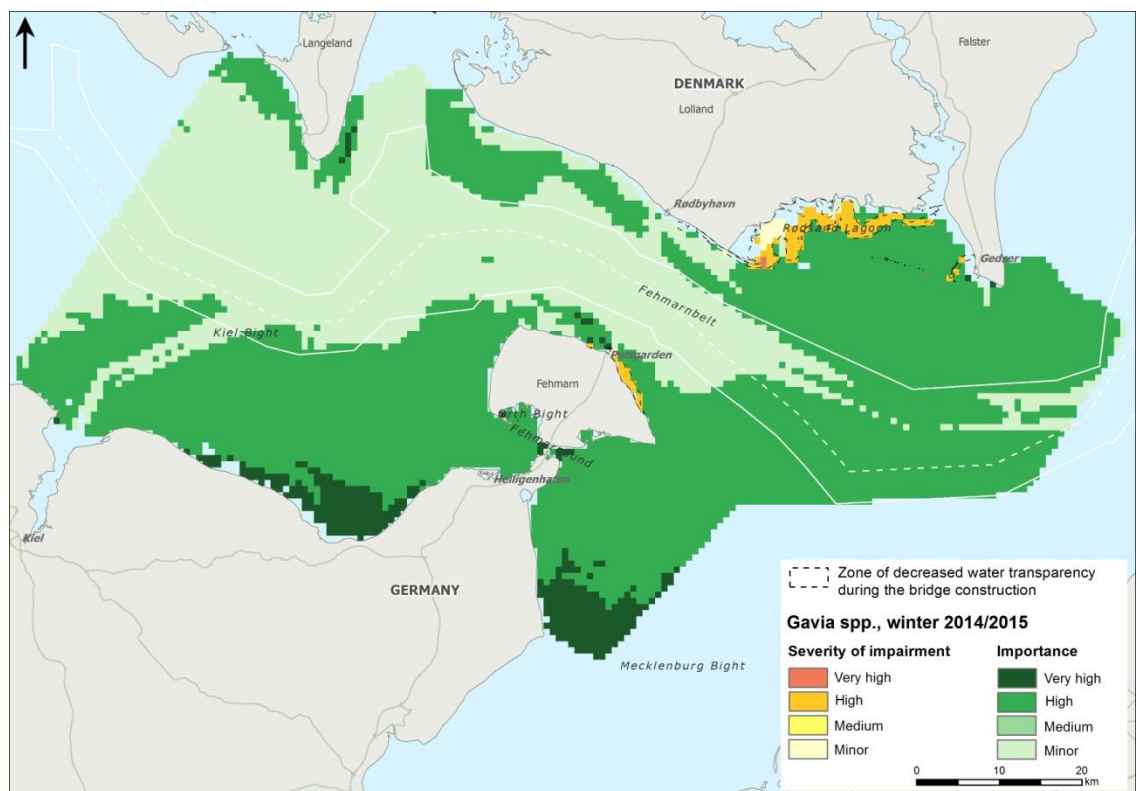 Langeland
Falster
DENMARK
Lolland
Rødbyhavn
Rødsand Lagoon
Gedser
Fehmarnbelt
Kiel Bight
Puttgarden
Fehmarn
Orth Bight
Fehmarnsund
Heiligenhafen
Kiel
GERMANY
Mecklenburg Bight
Zone of decreased water transparency
during the bridge construction
Gavia spp., winter 2014/2015
Severity of impairment Importance
Very high Very high
High High
Medium Medium
Minor Minor
0 10 20
km